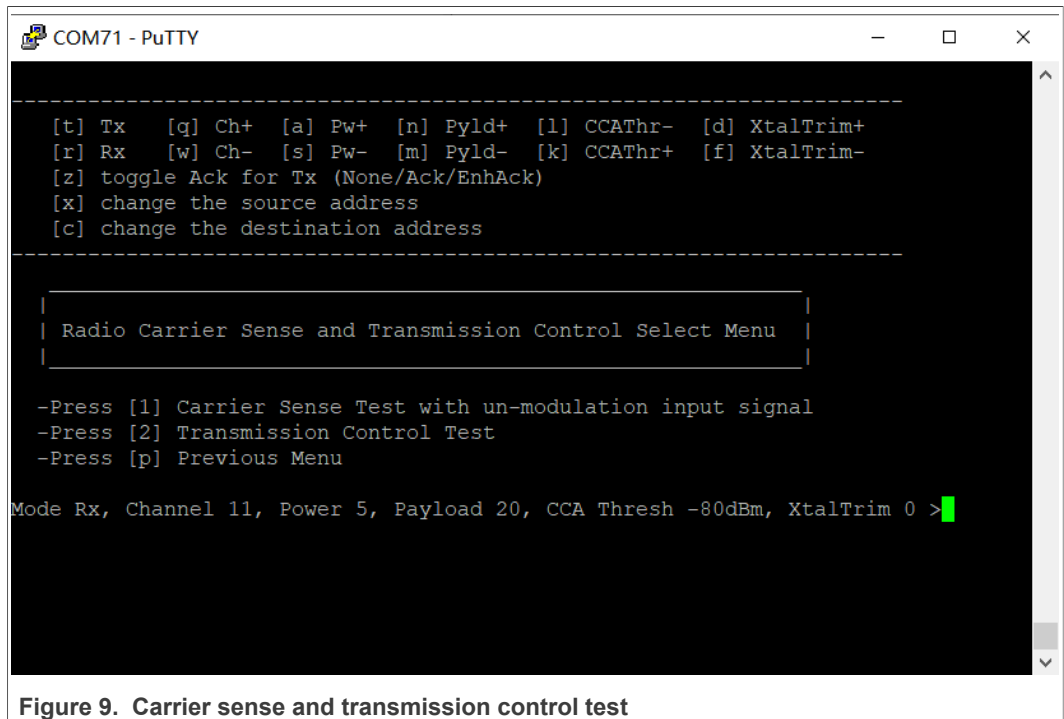 COM71 - PuTTY
----------------------------------------------------------------------
[t] Tx [q] Ch+ [a] Pw+ [n] Pyld+ [l] CCAThr- [d] XtalTrim+
[r] Rx [w] Ch- [s] Pw- [m] Pyld- [k] CCAThr+ [f] XtalTrim-
[z] toggle Ack for Tx (None/Ack/EnhAck)
[x] change the source address
[c] change the destination address
----------------------------------------------------------------------
| Radio Carrier Sense and Transmission Control Select Menu |
-Press [1] Carrier Sense Test with un-modulation input signal
-Press [2] Transmission Control Test
-Press [p] Previous Menu
Mode Rx, Channel 11, Power 5, Payload 20, CCA Thresh -80dBm, XtalTrim 0 >
Figure 9. Carrier sense and transmission control test